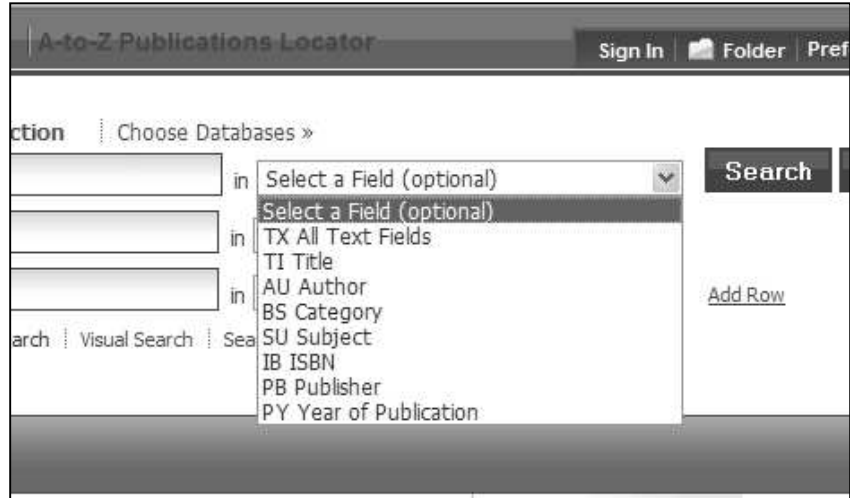 A-to-Z Publications Locator
Sign In Folder Pref
ction Choose Databases »
in Select a Field (optional) Search
Select a Field (optional)
in TX All Text Fields
TI Title
AU Author
in BS Category Add Row
arch Visual Search Sea SU Subject
IB ISBN
PB Publisher
PY Year of Publication